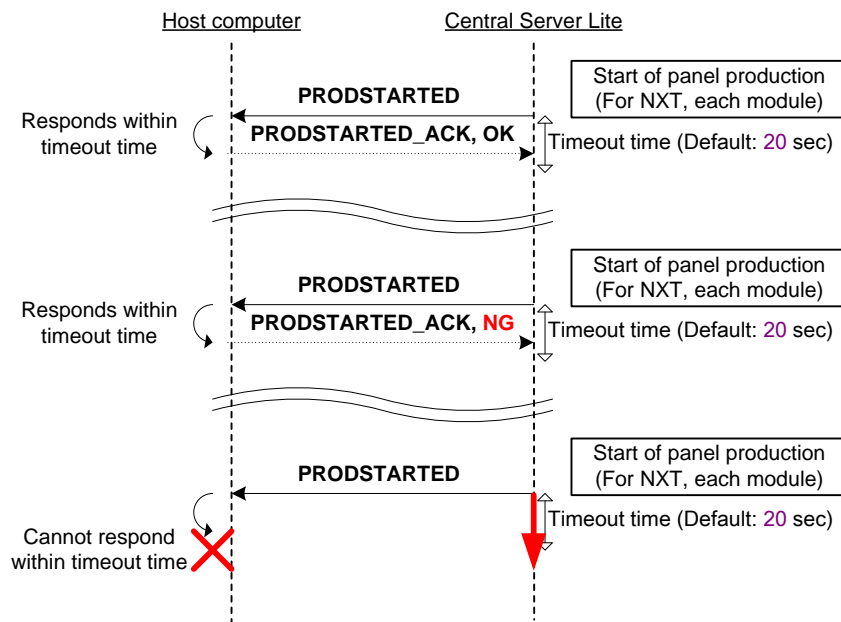 Host computer
Central Server Lite
Start of panel production
(For NXT, each module)
PRODSTARTED
Responds within
timeout time
PRODSTARTED_ACK, OK
Timeout time (Default: 20 sec)
Start of panel production
(For NXT, each module)
PRODSTARTED
Responds within
timeout time
PRODSTARTED_ACK, NG
Timeout time (Default: 20 sec)
Start of panel production
(For NXT, each module)
PRODSTARTED
Timeout time (Default: 20 sec)
Cannot respond
within timeout time